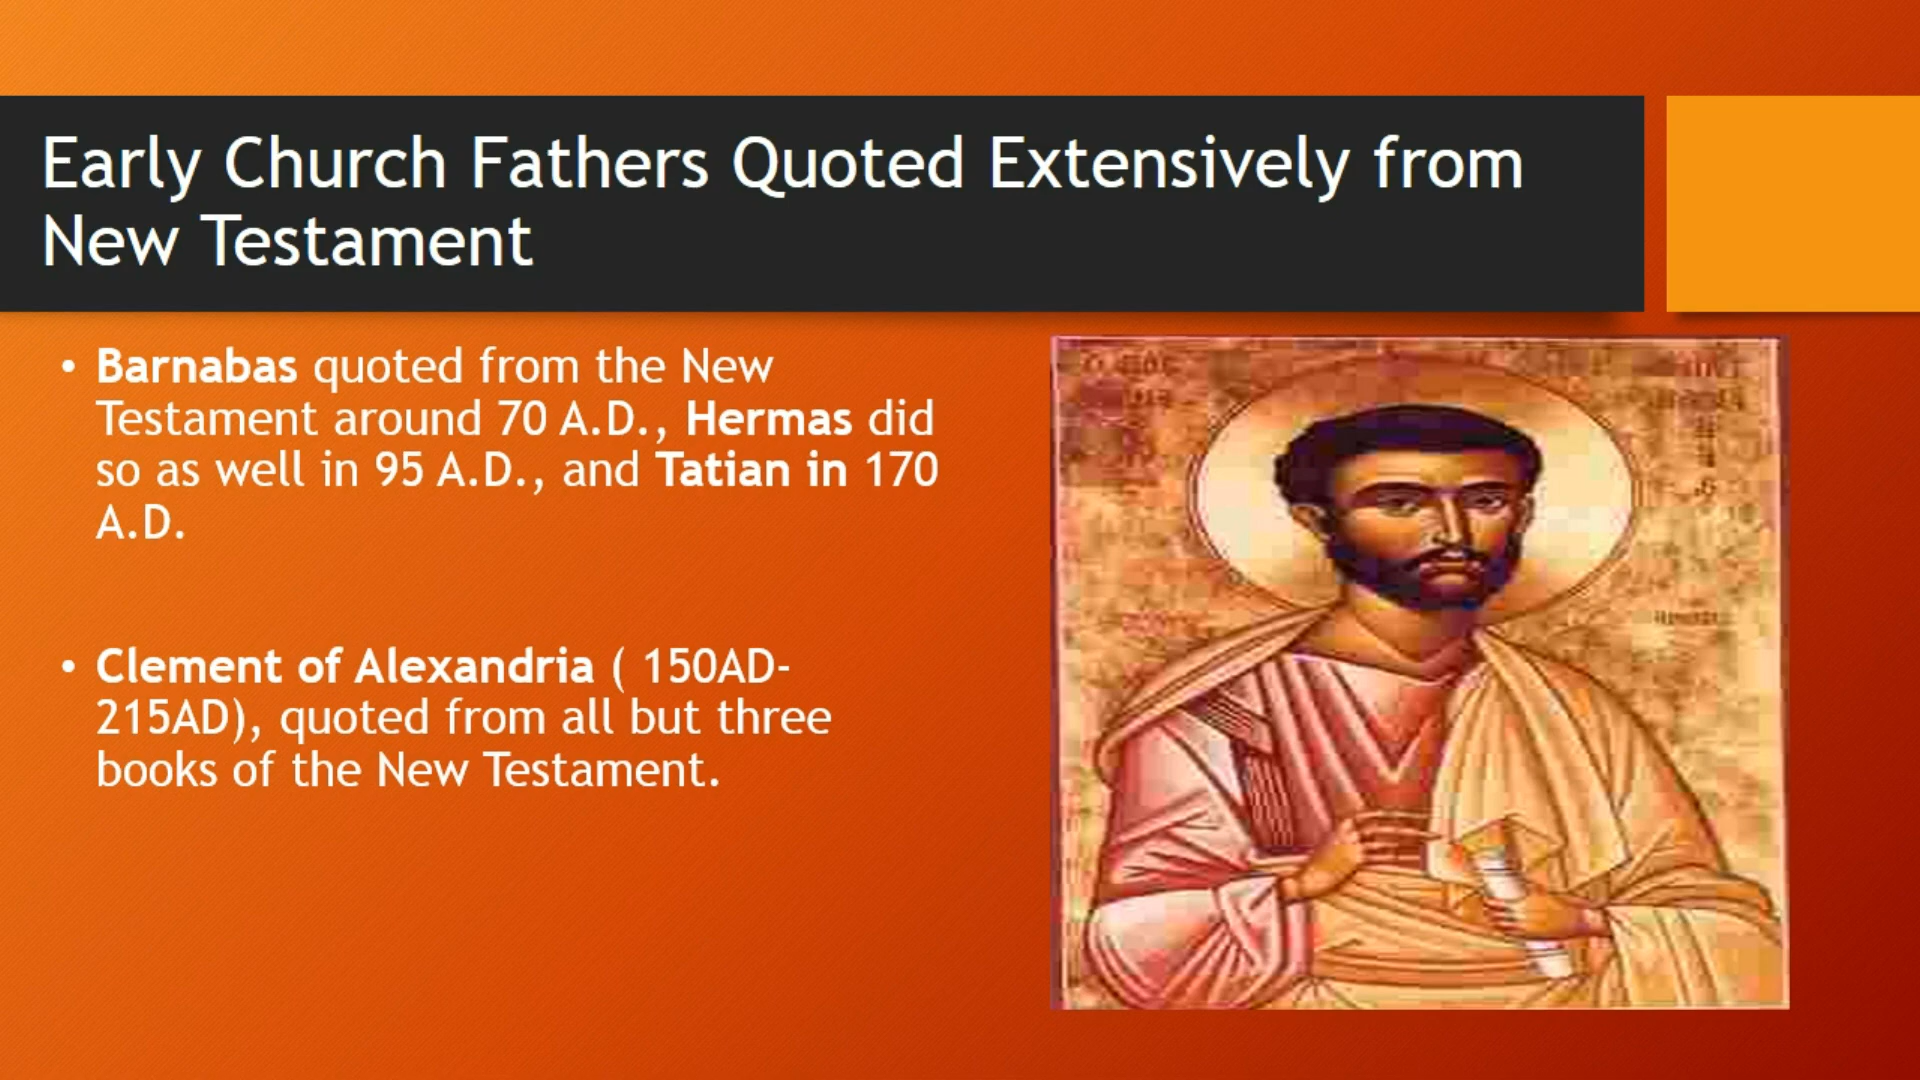 Early Church Fathers Quoted Extensively from
New Testament
• Barnabas quoted from the New
Testament around 70 A.D., Hermas did
so as well in 95 A.D., and Tatian in 170
A.D.
• Clement of Alexandria ( 150AD-
215AD), quoted from all but three
books of the New Testament.